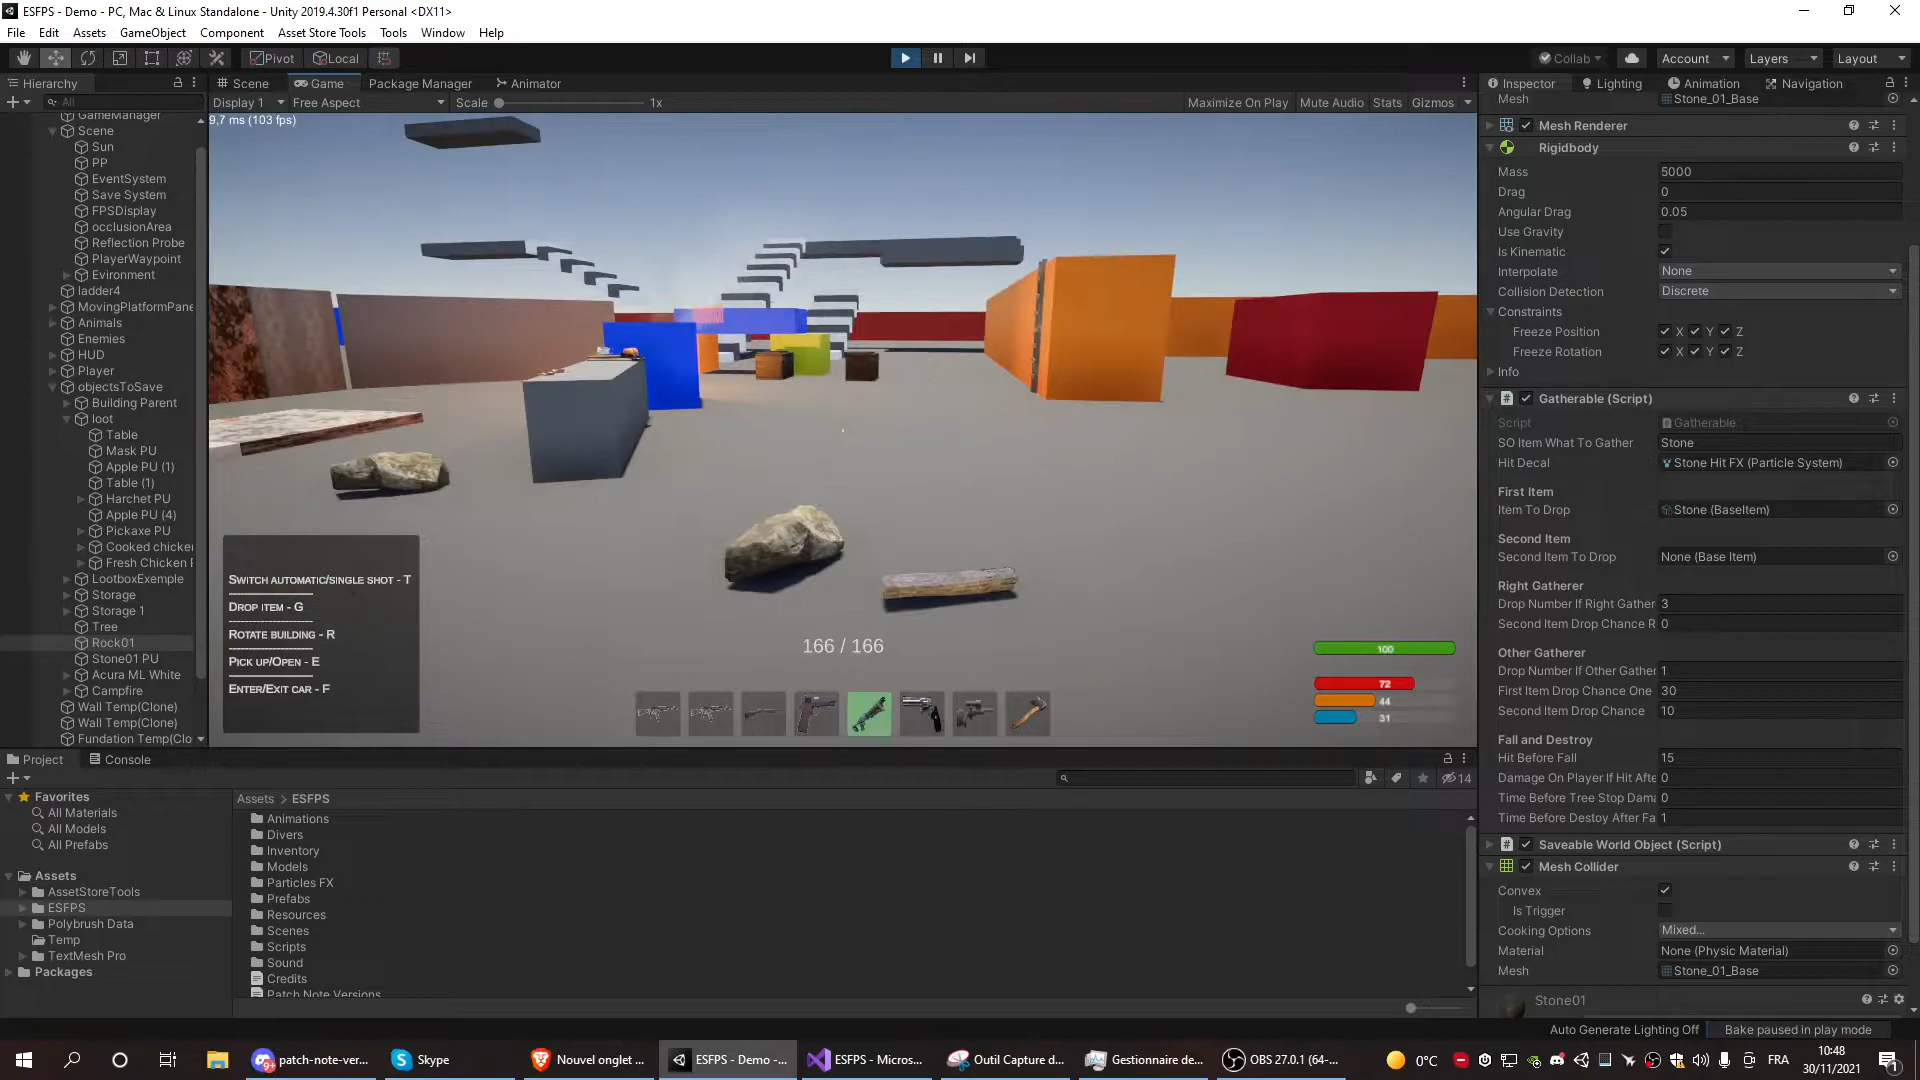 ESFPS - Demo - PC, Mac & Linux Standalone - Unity 2019.4.30f1 Personal <DX11>
File Edit Assets GameObject Component Asset Store Tools Tools Window Help
Pivot Local Collab Account Layers Layout
Hierarchy
All
GameManager
Scene
Sun
PP
EventSystem
Save System
FPSDisplay
occlusionArea
Reflection Probe
PlayerWaypoint
Evironment
ladder4
MovingPlatformPane
Animals
Enemies
HUD
Player
objectsToSave
Building Parent
loot
Table
Mask PU
Apple PU (1)
Table (1)
Harchet PU
Apple PU (4)
Pickaxe PU
Cooked chicken
Fresh Chicken
LootboxExemple
Storage
Storage 1
Tree
Rock01
Stone01 PU
Acura ML White
Campfire
Wall Temp(Clone)
Wall Temp(Clone)
Fundation Temp(Clo
Scene Game Package Manager Animator
Display 1 Free Aspect Scale 1x Maximize On Play Mute Audio Stats Gizmos
9,7 ms (103 fps)
SWITCH AUTOMATIC/SINGLE SHOT - T
DROP ITEM - G
ROTATE BUILDING - R
PICK UP/OPEN - E
ENTER/EXIT CAR - F
166 / 166
100
72
44
31
Inspector Lighting Animation Navigation
Mesh Stone_01_Base
Mesh Renderer
Rigidbody
Mass 5000
Drag 0
Angular Drag 0.05
Use Gravity
Is Kinematic
Interpolate None
Collision Detection Discrete
Constraints
Freeze Position X Y Z
Freeze Rotation X Y Z
Info
Gatherable (Script)
Script Gatherable
SO Item What To Gather Stone
Hit Decal Stone Hit FX (Particle System)
First Item
Item To Drop Stone (BaseItem)
Second Item
Second Item To Drop None (Base Item)
Right Gatherer
Drop Number If Right Gather 3
Second Item Drop Chance R 0
Other Gatherer
Drop Number If Other Gather 1
First Item Drop Chance One 30
Second Item Drop Chance 10
Fall and Destroy
Hit Before Fall 15
Damage On Player If Hit Afte 0
Time Before Tree Stop Dama 0
Time Before Destoy After Fa 1
Saveable World Object (Script)
Mesh Collider
Convex
Is Trigger
Cooking Options Mixed...
Material None (Physic Material)
Mesh Stone_01_Base
Stone01
Project Console
14
Favorites
All Materials
All Models
All Prefabs
Assets
AssetStoreTools
ESFPS
Polybrush Data
Temp
TextMesh Pro
Packages
Assets > ESFPS
Animations
Divers
Inventory
Models
Particles FX
Prefabs
Resources
Scenes
Scripts
Sound
Credits
Patch Note Versions
Auto Generate Lighting Off Bake paused in play mode
patch-note-ver... Skype Nouvel onglet ... ESFPS - Demo -... ESFPS - Micros... Outil Capture d... Gestionnaire de... OBS 27.0.1 (64-... 0°C FRA 10:48
30/11/2021